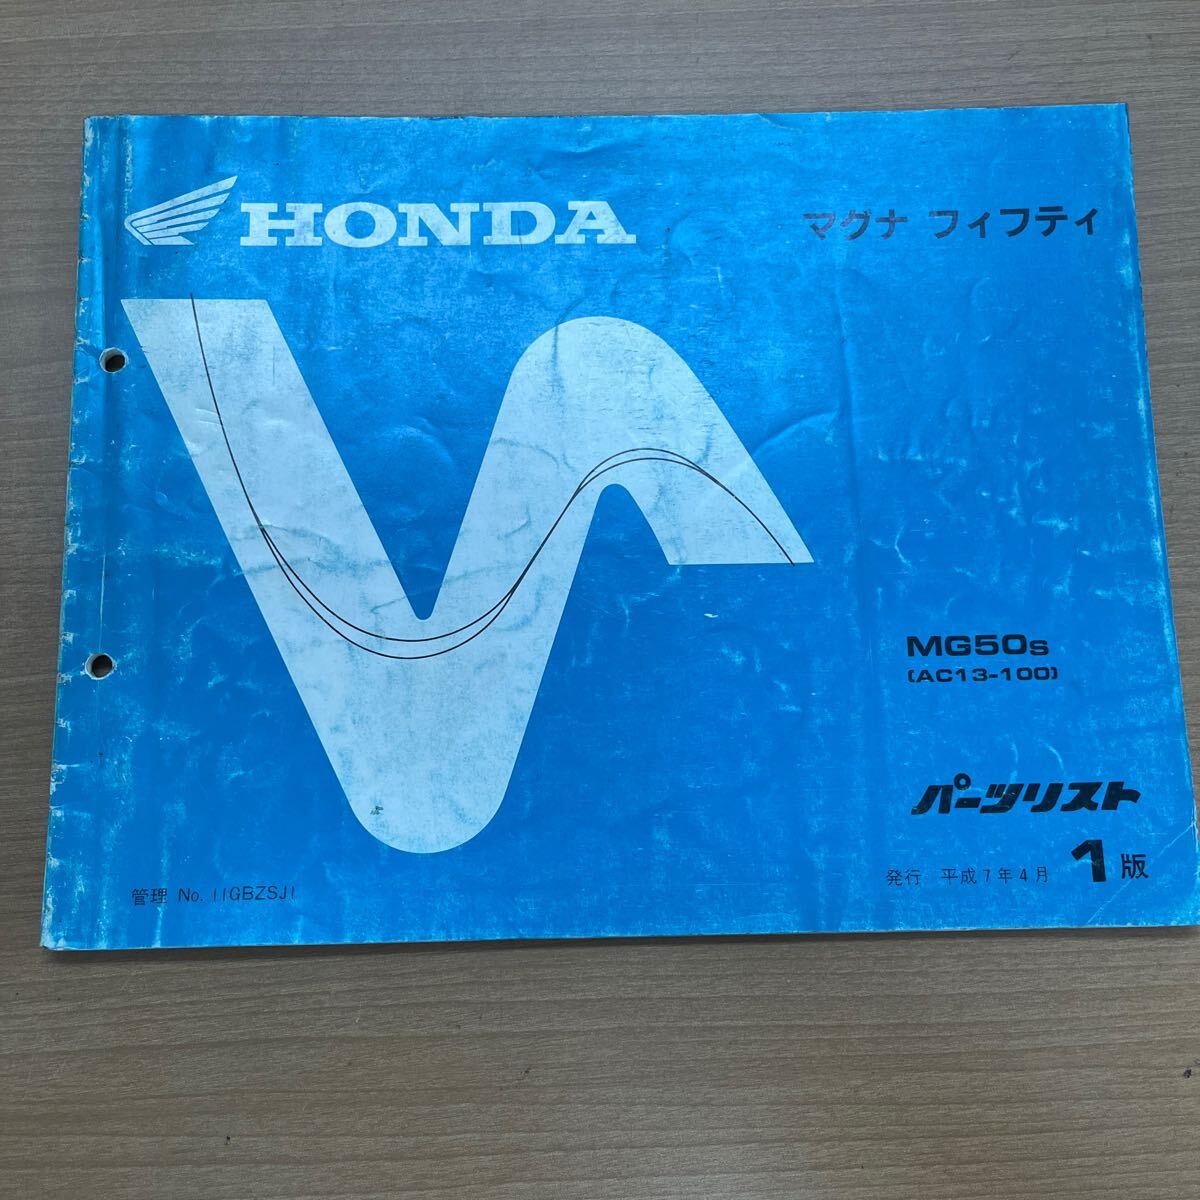 HONDA
マグナ フィフティ
MG50s
(AC13-100)
パーツリスト
発行 平成7年4月 1版
管理 No. 11GBZSJ1